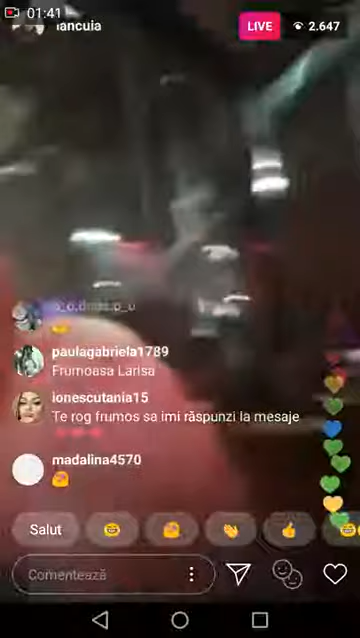 01:41
iancuia
LIVE
2.647
paulagabriela1789
Frumoasa Larisa
ionescutania15
Te rog frumos sa imi răspunzi la mesaje
madalina4570
Salut
Comentează